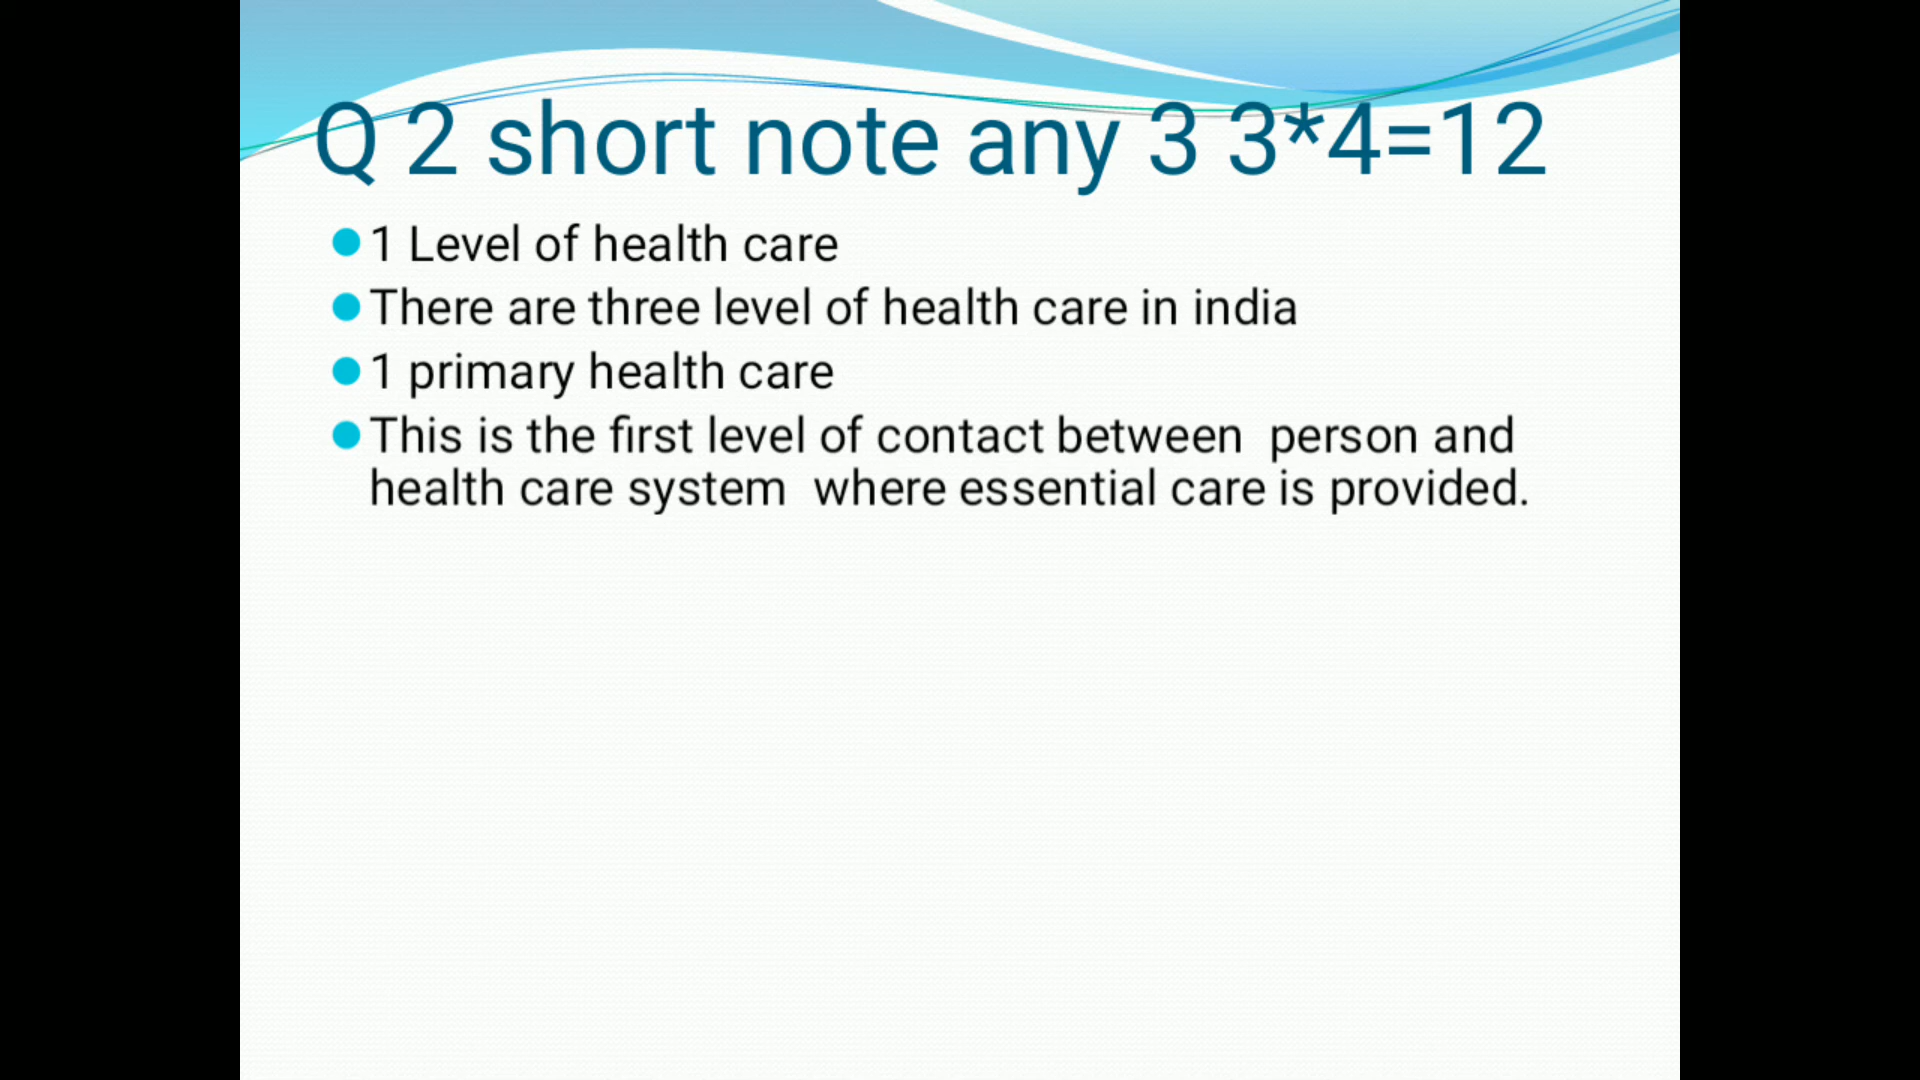 Q 2 short note any 3 3*4=12
1 Level of health care
There are three level of health care in india
1 primary health care
This is the first level of contact between  person and
health care system  where essential care is provided.